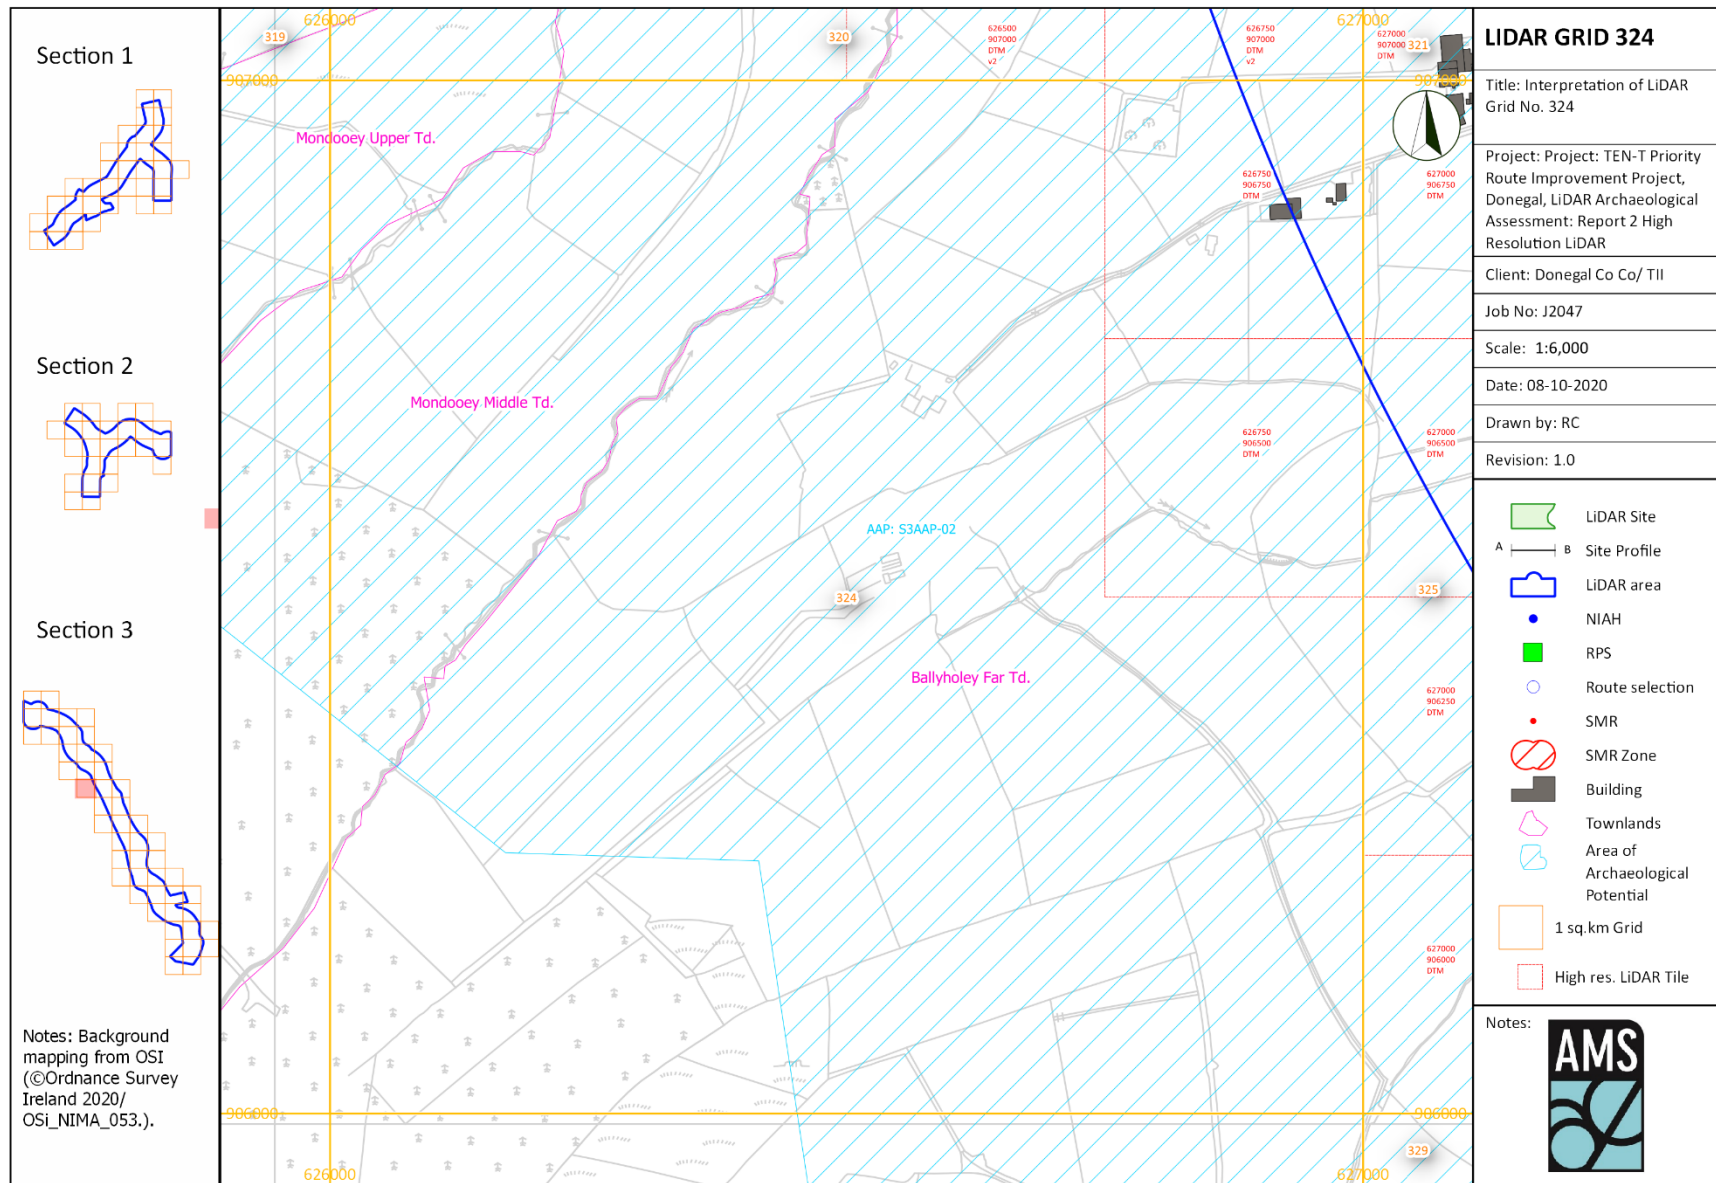 Section 1
Section 2
Section 3
Notes: Background
mapping from OSI
(©Ordnance Survey
Ireland 2020/
OSi_NIMA_053.).
626000
627000
319
320
321
626500
907000
DTM
v2
626750
907000
DTM
v2
627000
907000
DTM
907000
907000
Mondooey Upper Td.
626750
906750
DTM
627000
906750
DTM
Mondooey Middle Td.
626750
906500
DTM
627000
906500
DTM
AAP: S3AAP-02
324
325
Ballyholey Far Td.
627000
906250
DTM
627000
906000
DTM
906000
906000
329
626000
627000
LIDAR GRID 324
Title: Interpretation of LiDAR
Grid No. 324
Project: Project: TEN-T Priority
Route Improvement Project,
Donegal, LiDAR Archaeological
Assessment: Report 2 High
Resolution LiDAR
Client: Donegal Co Co/ TII
Job No: J2047
Scale: 1:6,000
Date: 08-10-2020
Drawn by: RC
Revision: 1.0
LiDAR Site
A B Site Profile
LiDAR area
NIAH
RPS
Route selection
SMR
SMR Zone
Building
Townlands
Area of
Archaeological
Potential
1 sq.km Grid
High res. LiDAR Tile
Notes:
AMS